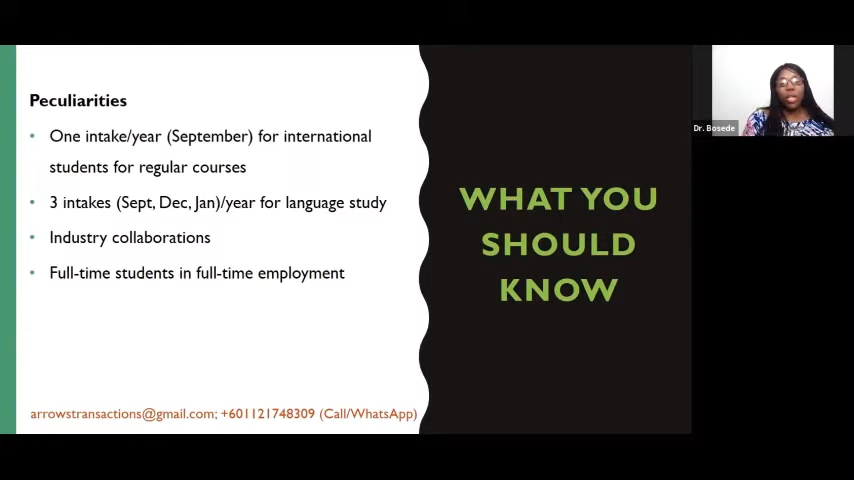 Peculiarities
• One intake/year (September) for international
students for regular courses
• 3 intakes (Sept, Dec, Jan)/year for language study
• Industry collaborations
• Full-time students in full-time employment
arrowstransactions@gmail.com; +601121748309 (Call/WhatsApp)
WHAT YOU
SHOULD
KNOW
Dr. Bosede